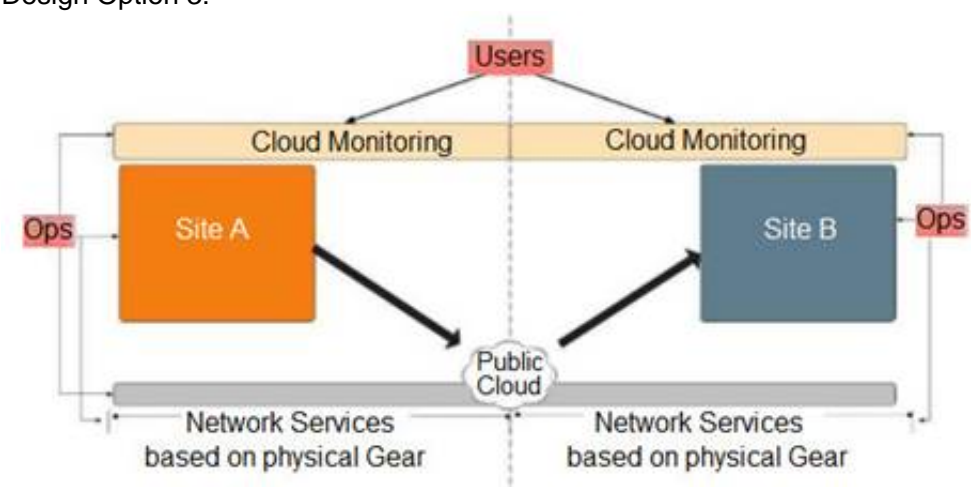 Design Option 3:
Users
Cloud Monitoring Cloud Monitoring
Site A
Site B
Ops
Ops
Public
Cloud
Network Services
based on physical Gear
Network Services
based on physical Gear